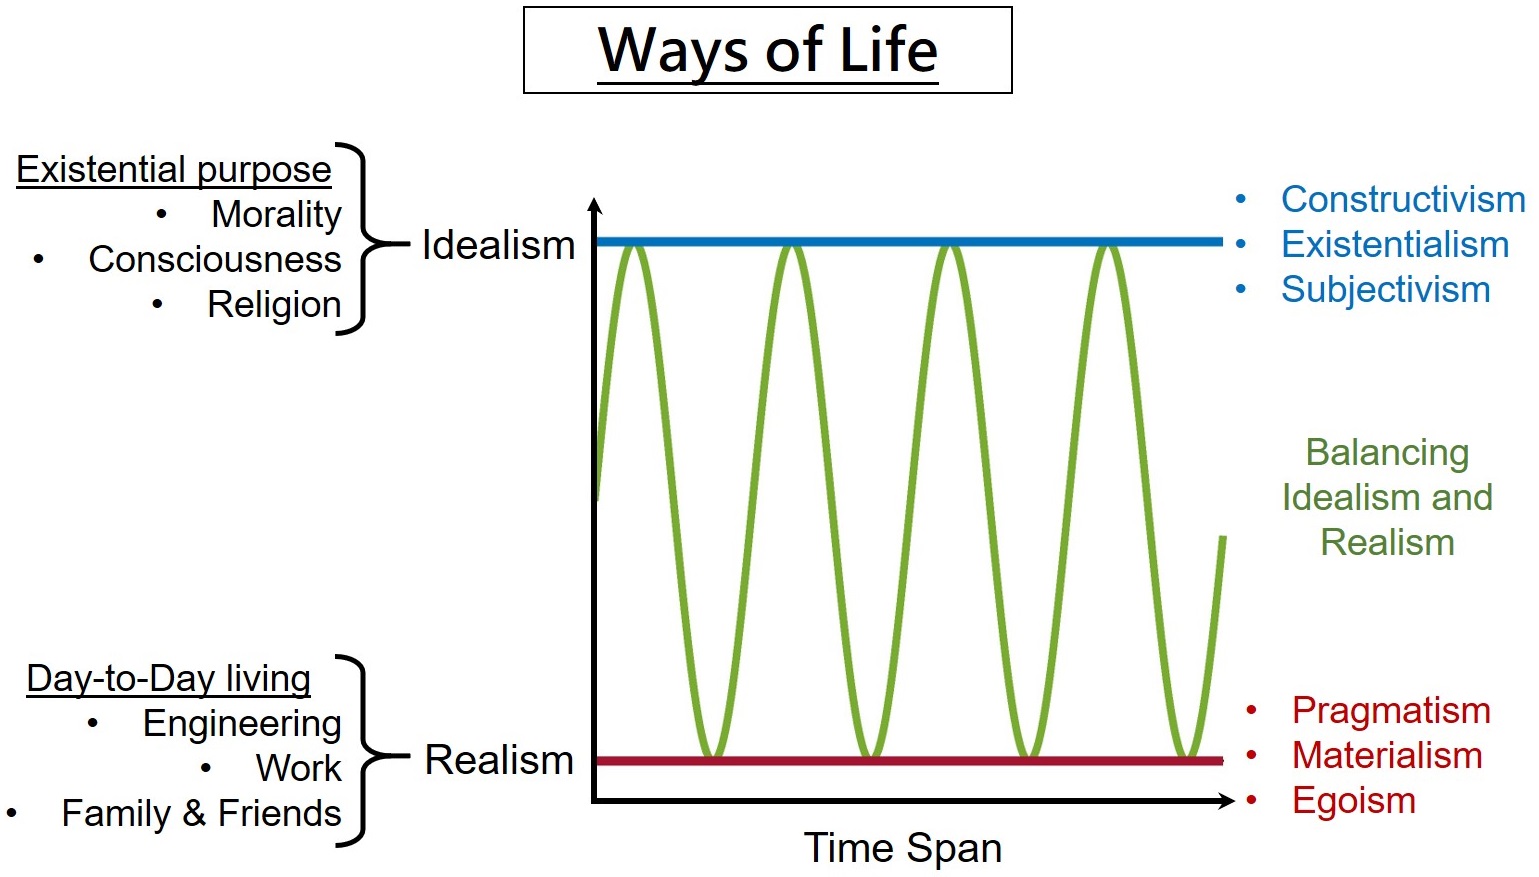 Ways of Life
Existential purpose
• Morality
• Consciousness
• Religion
Idealism
• Constructivism
• Existentialism
• Subjectivism
Balancing
Idealism and
Realism
Day-to-Day living
• Engineering
• Work
• Family & Friends
Realism
• Pragmatism
• Materialism
• Egoism
Time Span